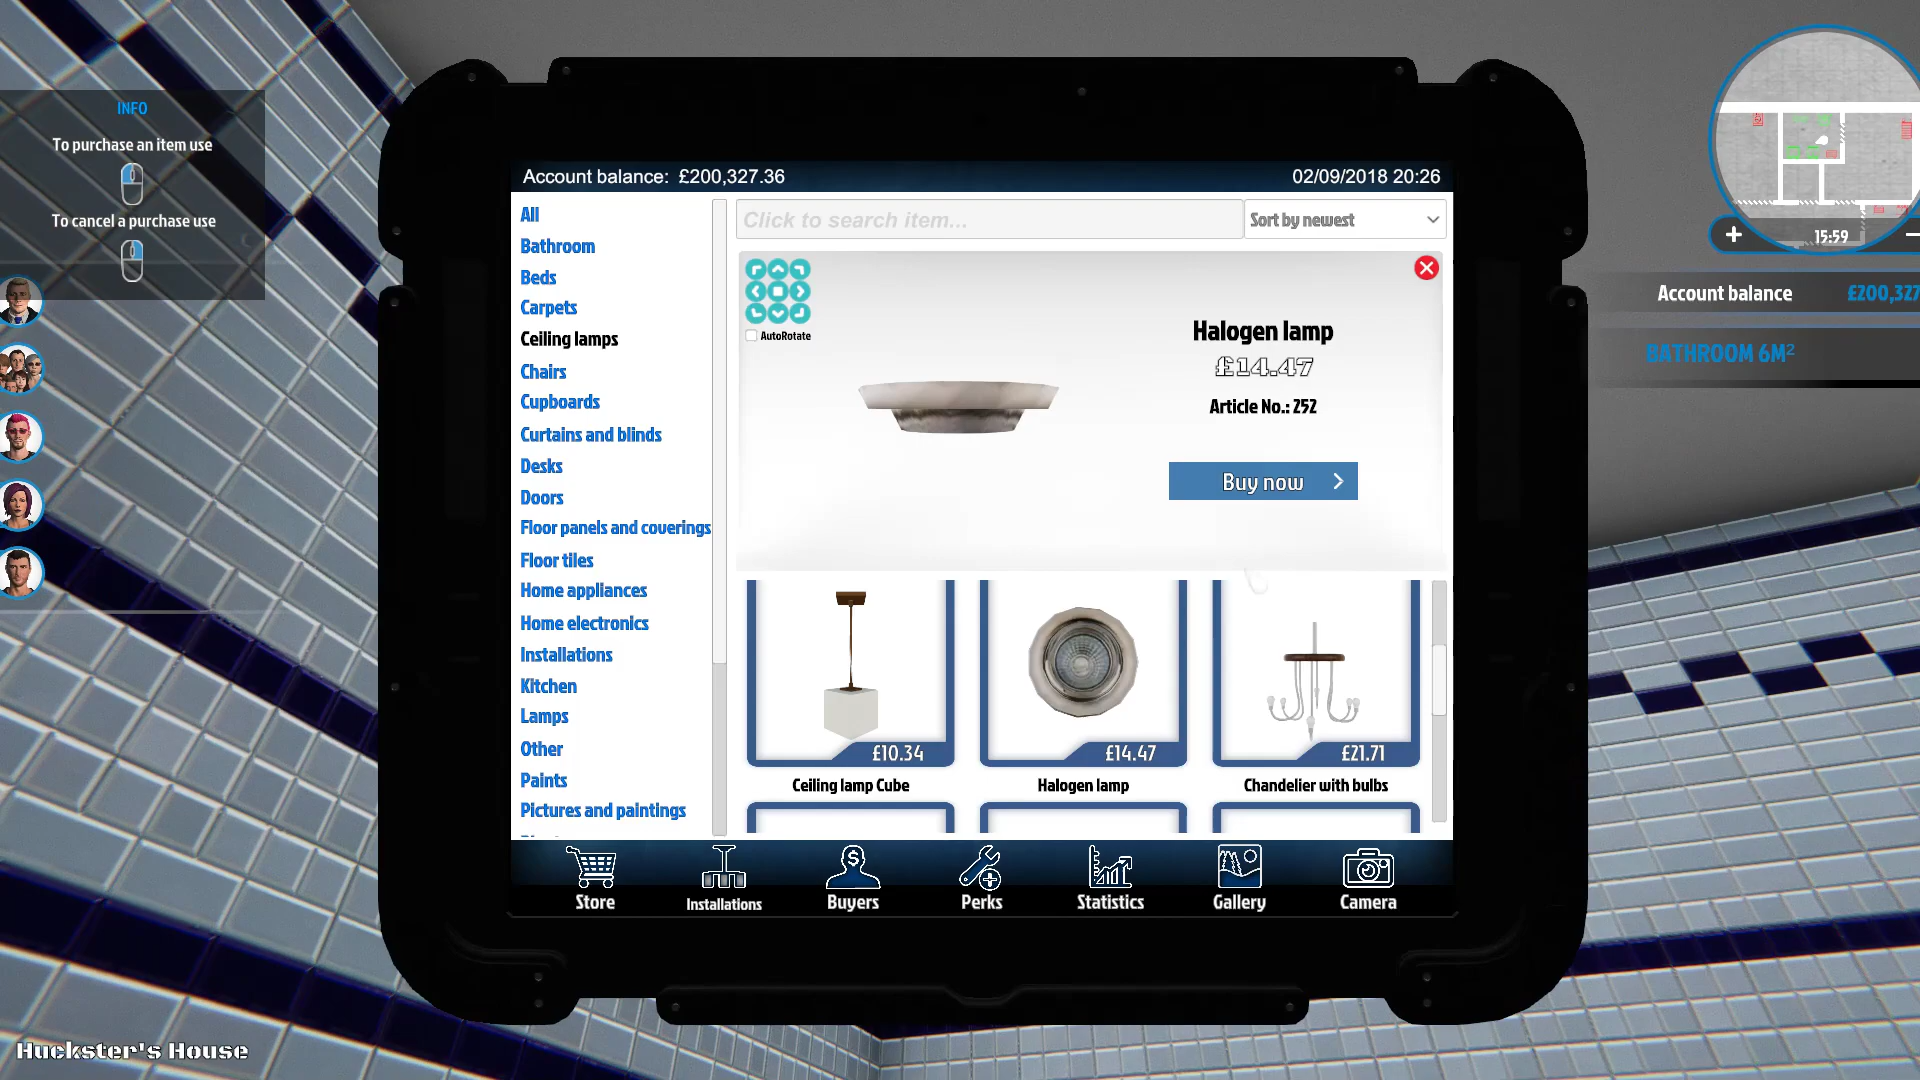 INFO
To purchase an item use
To cancel a purchase use
Account balance: £200,327.36
02/09/2018 20:26
All
Bathroom
Beds
Carpets
Ceiling lamps
Chairs
Cupboards
Curtains and blinds
Desks
Doors
Floor panels and coverings
Floor tiles
Home appliances
Home electronics
Installations
Kitchen
Lamps
Other
Paints
Pictures and paintings
Click to search item...
Sort by newest
AutoRotate
Halogen lamp
£14.47
Article No.: 252
Buy now
£10.34
£14.47
£21.71
Ceiling lamp Cube
Halogen lamp
Chandelier with bulbs
Store
Installations
Buyers
Perks
Statistics
Gallery
Camera
15:59
Account balance
£200,327
BATHROOM 6M²
Huckster's House